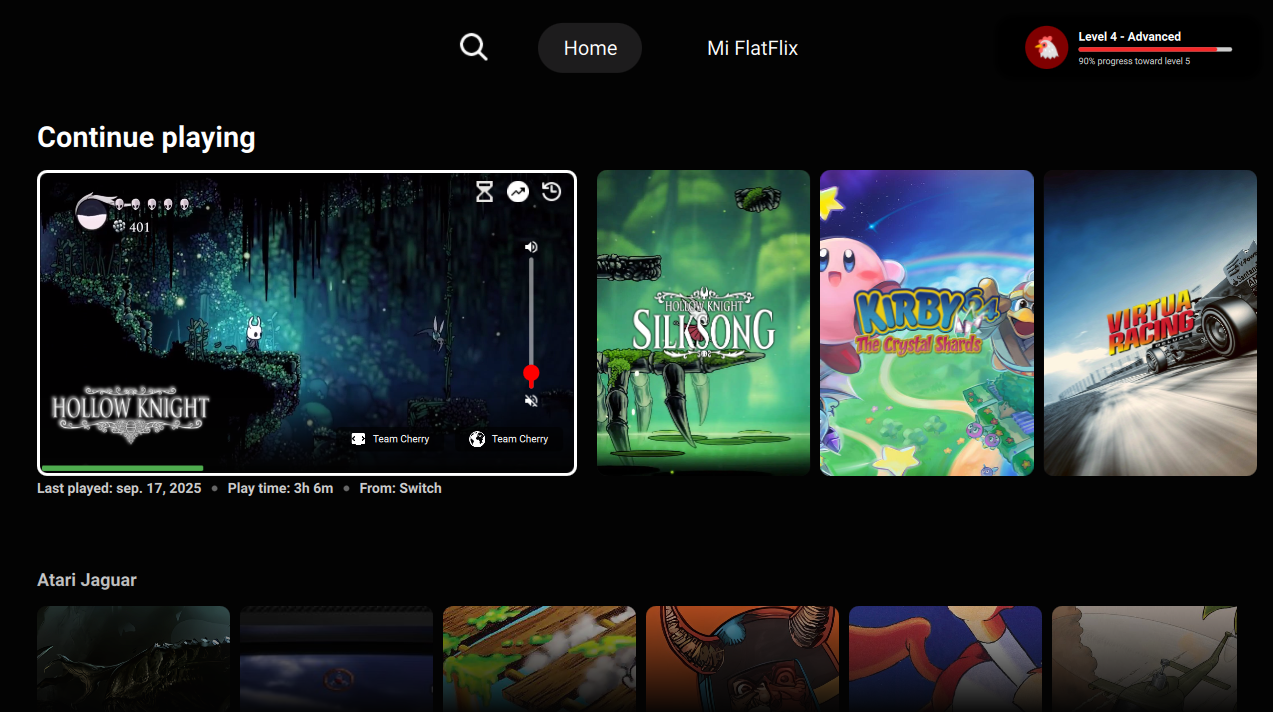 Home
Mi FlatFlix
Level 4 - Advanced
90% progress toward level 5
Continue playing
401
HOLLOW KNIGHT
Team Cherry
Team Cherry
HOLLOW KNIGHT
SILKSONG
KIRBY 64
The Crystal Shards
VIRTUA
RACING
Last played: sep. 17, 2025 • Play time: 3h 6m • From: Switch
Atari Jaguar